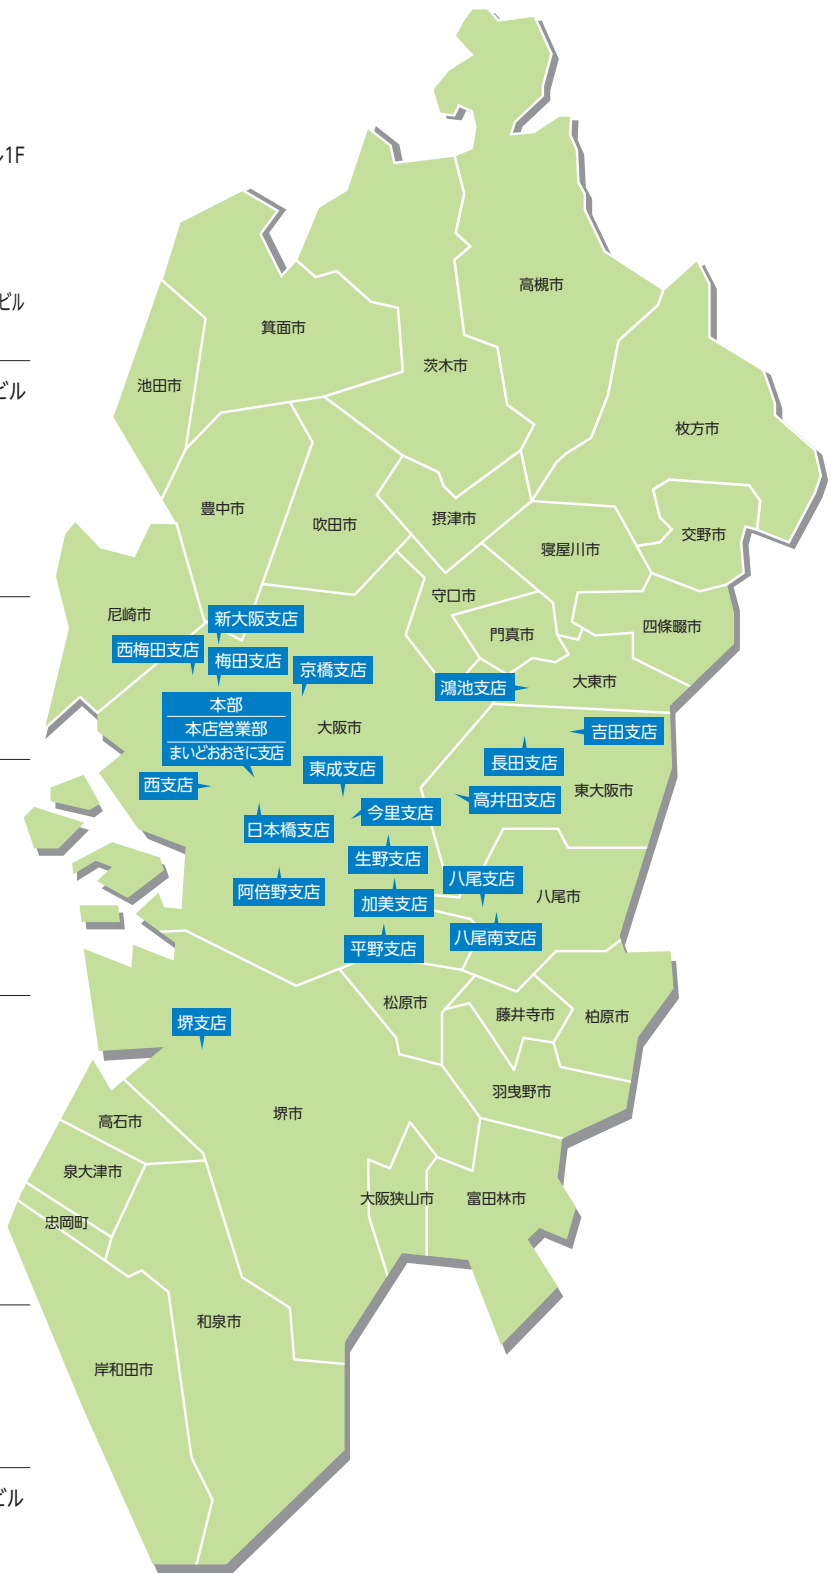 ル1F
ビル
ビル
高槻市
箕面市
茨木市
池田市
枚方市
豊中市
吹田市
摂津市
交野市
寝屋川市
守口市
尼崎市
新大阪支店
門真市
四條畷市
西梅田支店
梅田支店
京橋支店
鴻池支店
大東市
本部
本店営業部
まいどおおきに支店
大阪市
吉田支店
長田支店
東成支店
西支店
東大阪市
高井田支店
今里支店
日本橋支店
生野支店
八尾支店
阿倍野支店
加美支店
八尾市
平野支店
八尾南支店
松原市
藤井寺市
柏原市
堺支店
羽曳野市
堺市
高石市
泉大津市
大阪狭山市
富田林市
忠岡町
和泉市
岸和田市
ビル